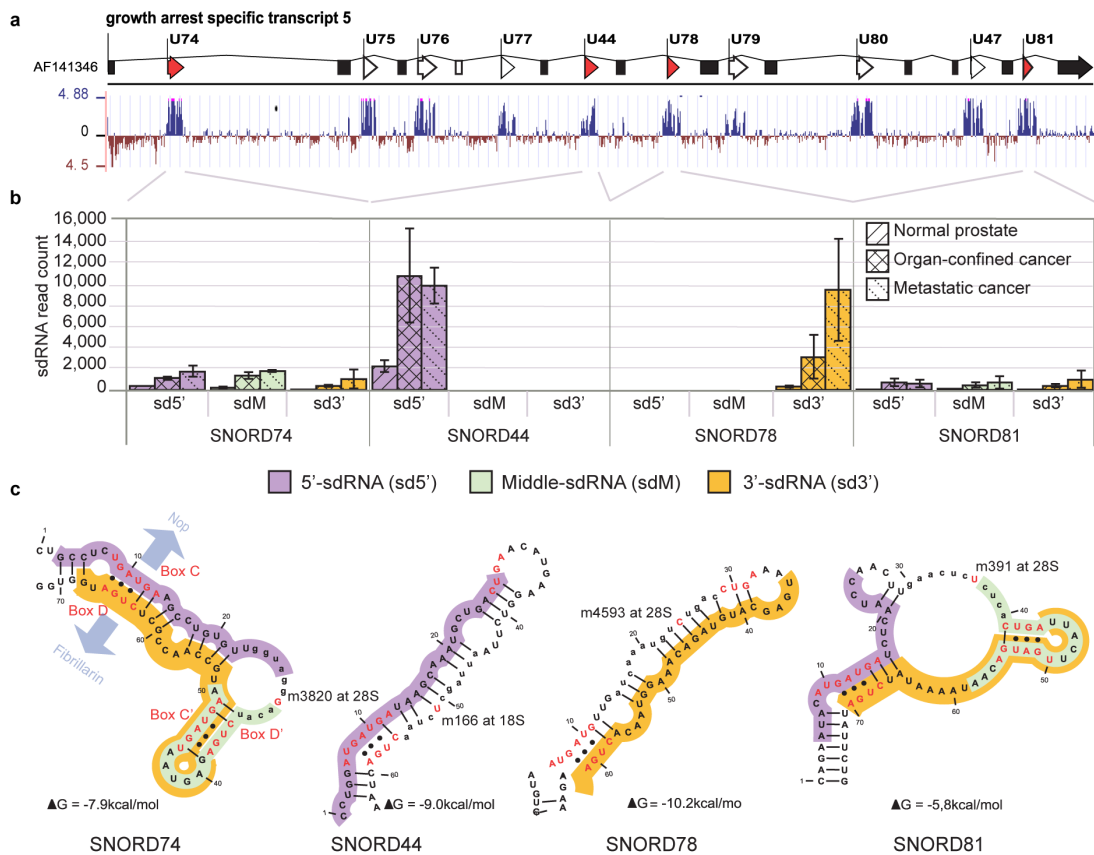 a
growth arrest specific transcript 5
U74 U75 U76 U77 U44 U78 U79 U80 U47 U81
AF141346
4.88
0
4.5
b
sdRNA read count
16,000
14,000
12,000
10,000
8,000
6,000
4,000
2,000
0
Normal prostate
Organ-confined cancer
Metastatic cancer
sd5' sdM sd3' sd5' sdM sd3' sd5' sdM sd3' sd5' sdM sd3'
SNORD74 SNORD44 SNORD78 SNORD81
5'-sdRNA (sd5') Middle-sdRNA (sdM) 3'-sdRNA (sd3')
c
Nop
Box C
Box D
Fibrillarin
Box C'
Box D'
m3820 at 28S
m166 at 18S
m4593 at 28S
m391 at 28S
▲G = -7.9kcal/mol
▲G = -9.0kcal/mol
▲G = -10.2kcal/mo
▲G = -5,8kcal/mol
SNORD74 SNORD44 SNORD78 SNORD81